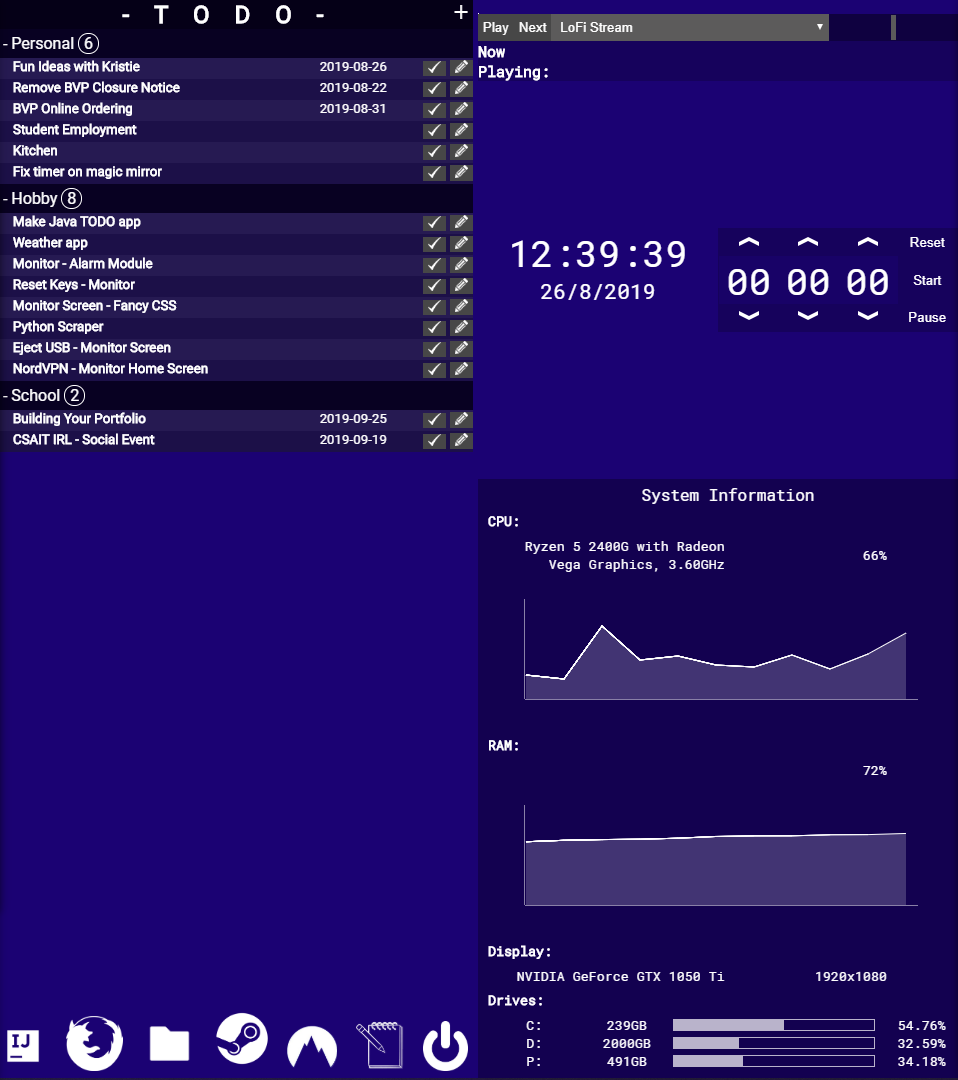 - T O D O -
+
- Personal 6
Fun Ideas with Kristie 2019-08-26
Remove BVP Closure Notice 2019-08-22
BVP Online Ordering 2019-08-31
Student Employment
Kitchen
Fix timer on magic mirror
- Hobby 8
Make Java TODO app
Weather app
Monitor - Alarm Module
Reset Keys - Monitor
Monitor Screen - Fancy CSS
Python Scraper
Eject USB - Monitor Screen
NordVPN - Monitor Home Screen
- School 2
Building Your Portfolio 2019-09-25
CSAIT IRL - Social Event 2019-09-19
IJ
Play Next LoFi Stream
Now
Playing:
12:39:39
26/8/2019
00 00 00
Reset
Start
Pause
System Information
CPU:
Ryzen 5 2400G with Radeon
Vega Graphics, 3.60GHz
66%
RAM:
72%
Display:
NVIDIA GeForce GTX 1050 Ti 1920x1080
Drives:
C: 239GB 54.76%
D: 2000GB 32.59%
P: 491GB 34.18%